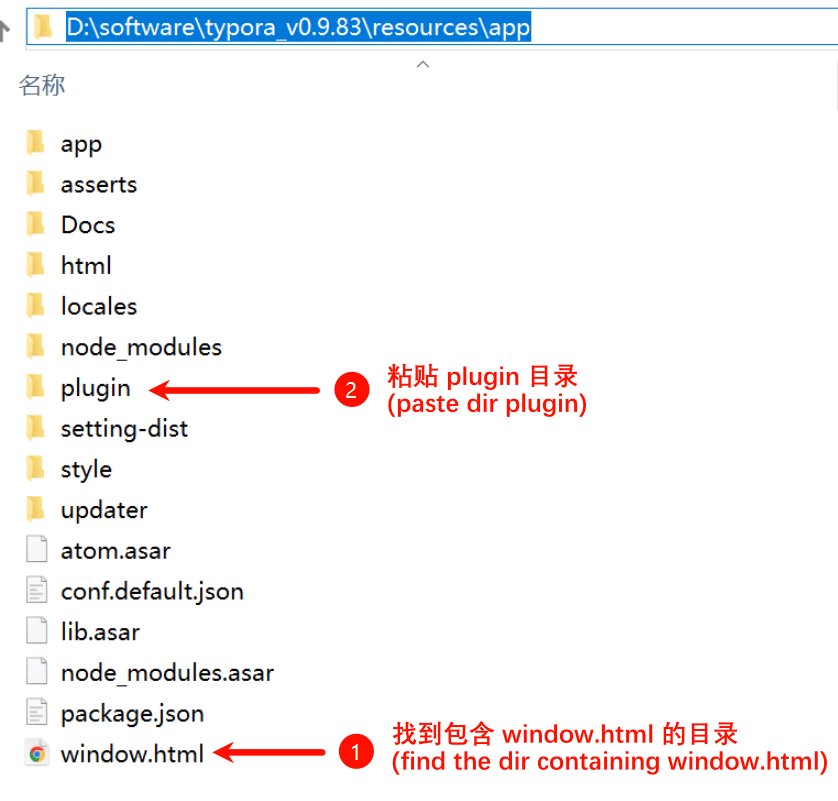 D:\software\typora_v0.9.83\resources\app
名称
app
asserts
Docs
html
locales
node_modules
plugin
2
粘贴 plugin 目录
(paste dir plugin)
setting-dist
style
updater
atom.asar
conf.default.json
lib.asar
node_modules.asar
package.json
window.html
1
找到包含 window.html 的目录
(find the dir containing window.html)